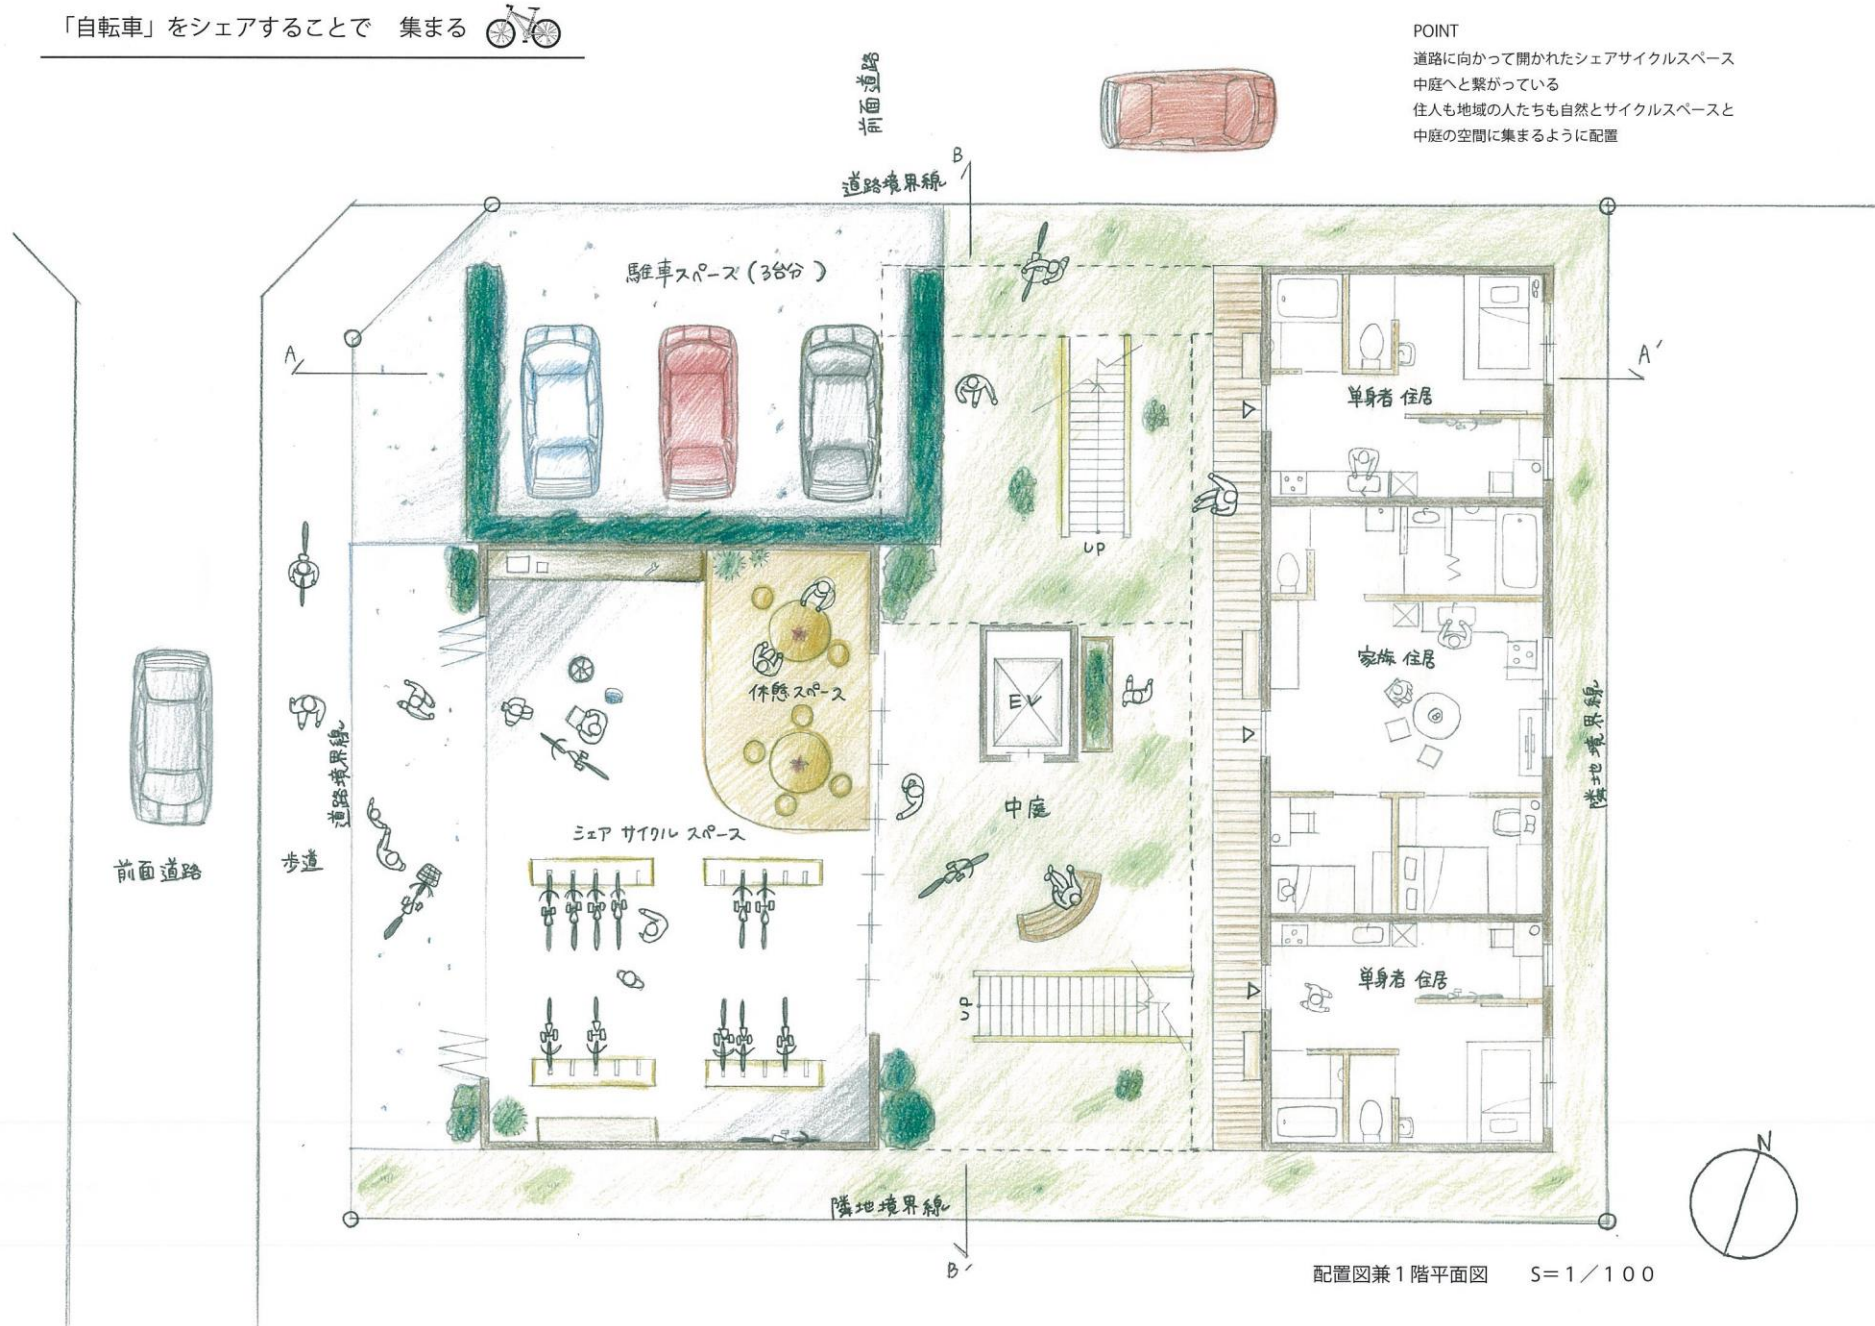 「自転車」をシェアすることで 集まる
POINT
道路に向かって開かれたシェアサイクルスペース
中庭へと繋がっている
住人も地域の人たちも自然とサイクルスペースと
中庭の空間に集まるように配置
前面道路
B
道路境界線
駐車スペース(3台分)
A
A'
単身者 住居
UP
家族 住居
休憩スペース
EV
道路境界線
隣地境界線
中庭
シェア サイクル スペース
前面道路
歩道
単身者 住居
UP
隣地境界線
B'
N
配置図兼1階平面図 S=1/100